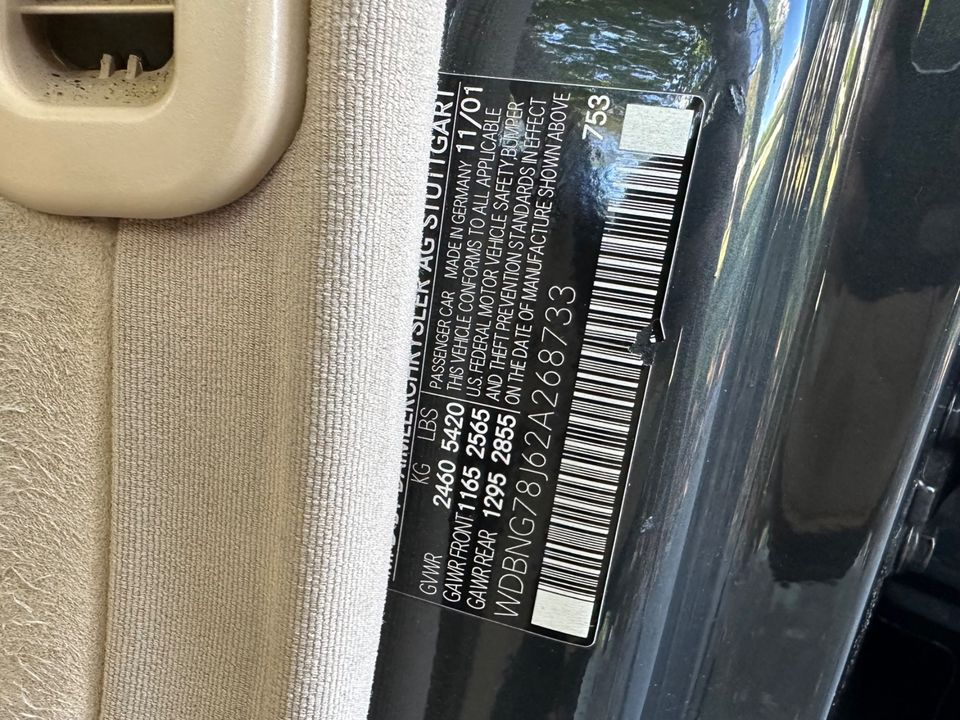 DAIMLERCHRYSLER AG STUTTGART
PASSENGER CAR MADE IN GERMANY 11/01
KG LBS
THIS VEHICLE CONFORMS TO ALL APPLICABLE
GVWR 2460 5420
U.S. FEDERAL MOTOR VEHICLE SAFETY,BUMPER
GAWR FRONT 1165 2565
AND THEFT PREVENTION STANDARDS IN EFFECT
GAWR REAR 1295 2855
ON THE DATE OF MANUFACTURE SHOWN ABOVE
WDBNG78J62A268733
753